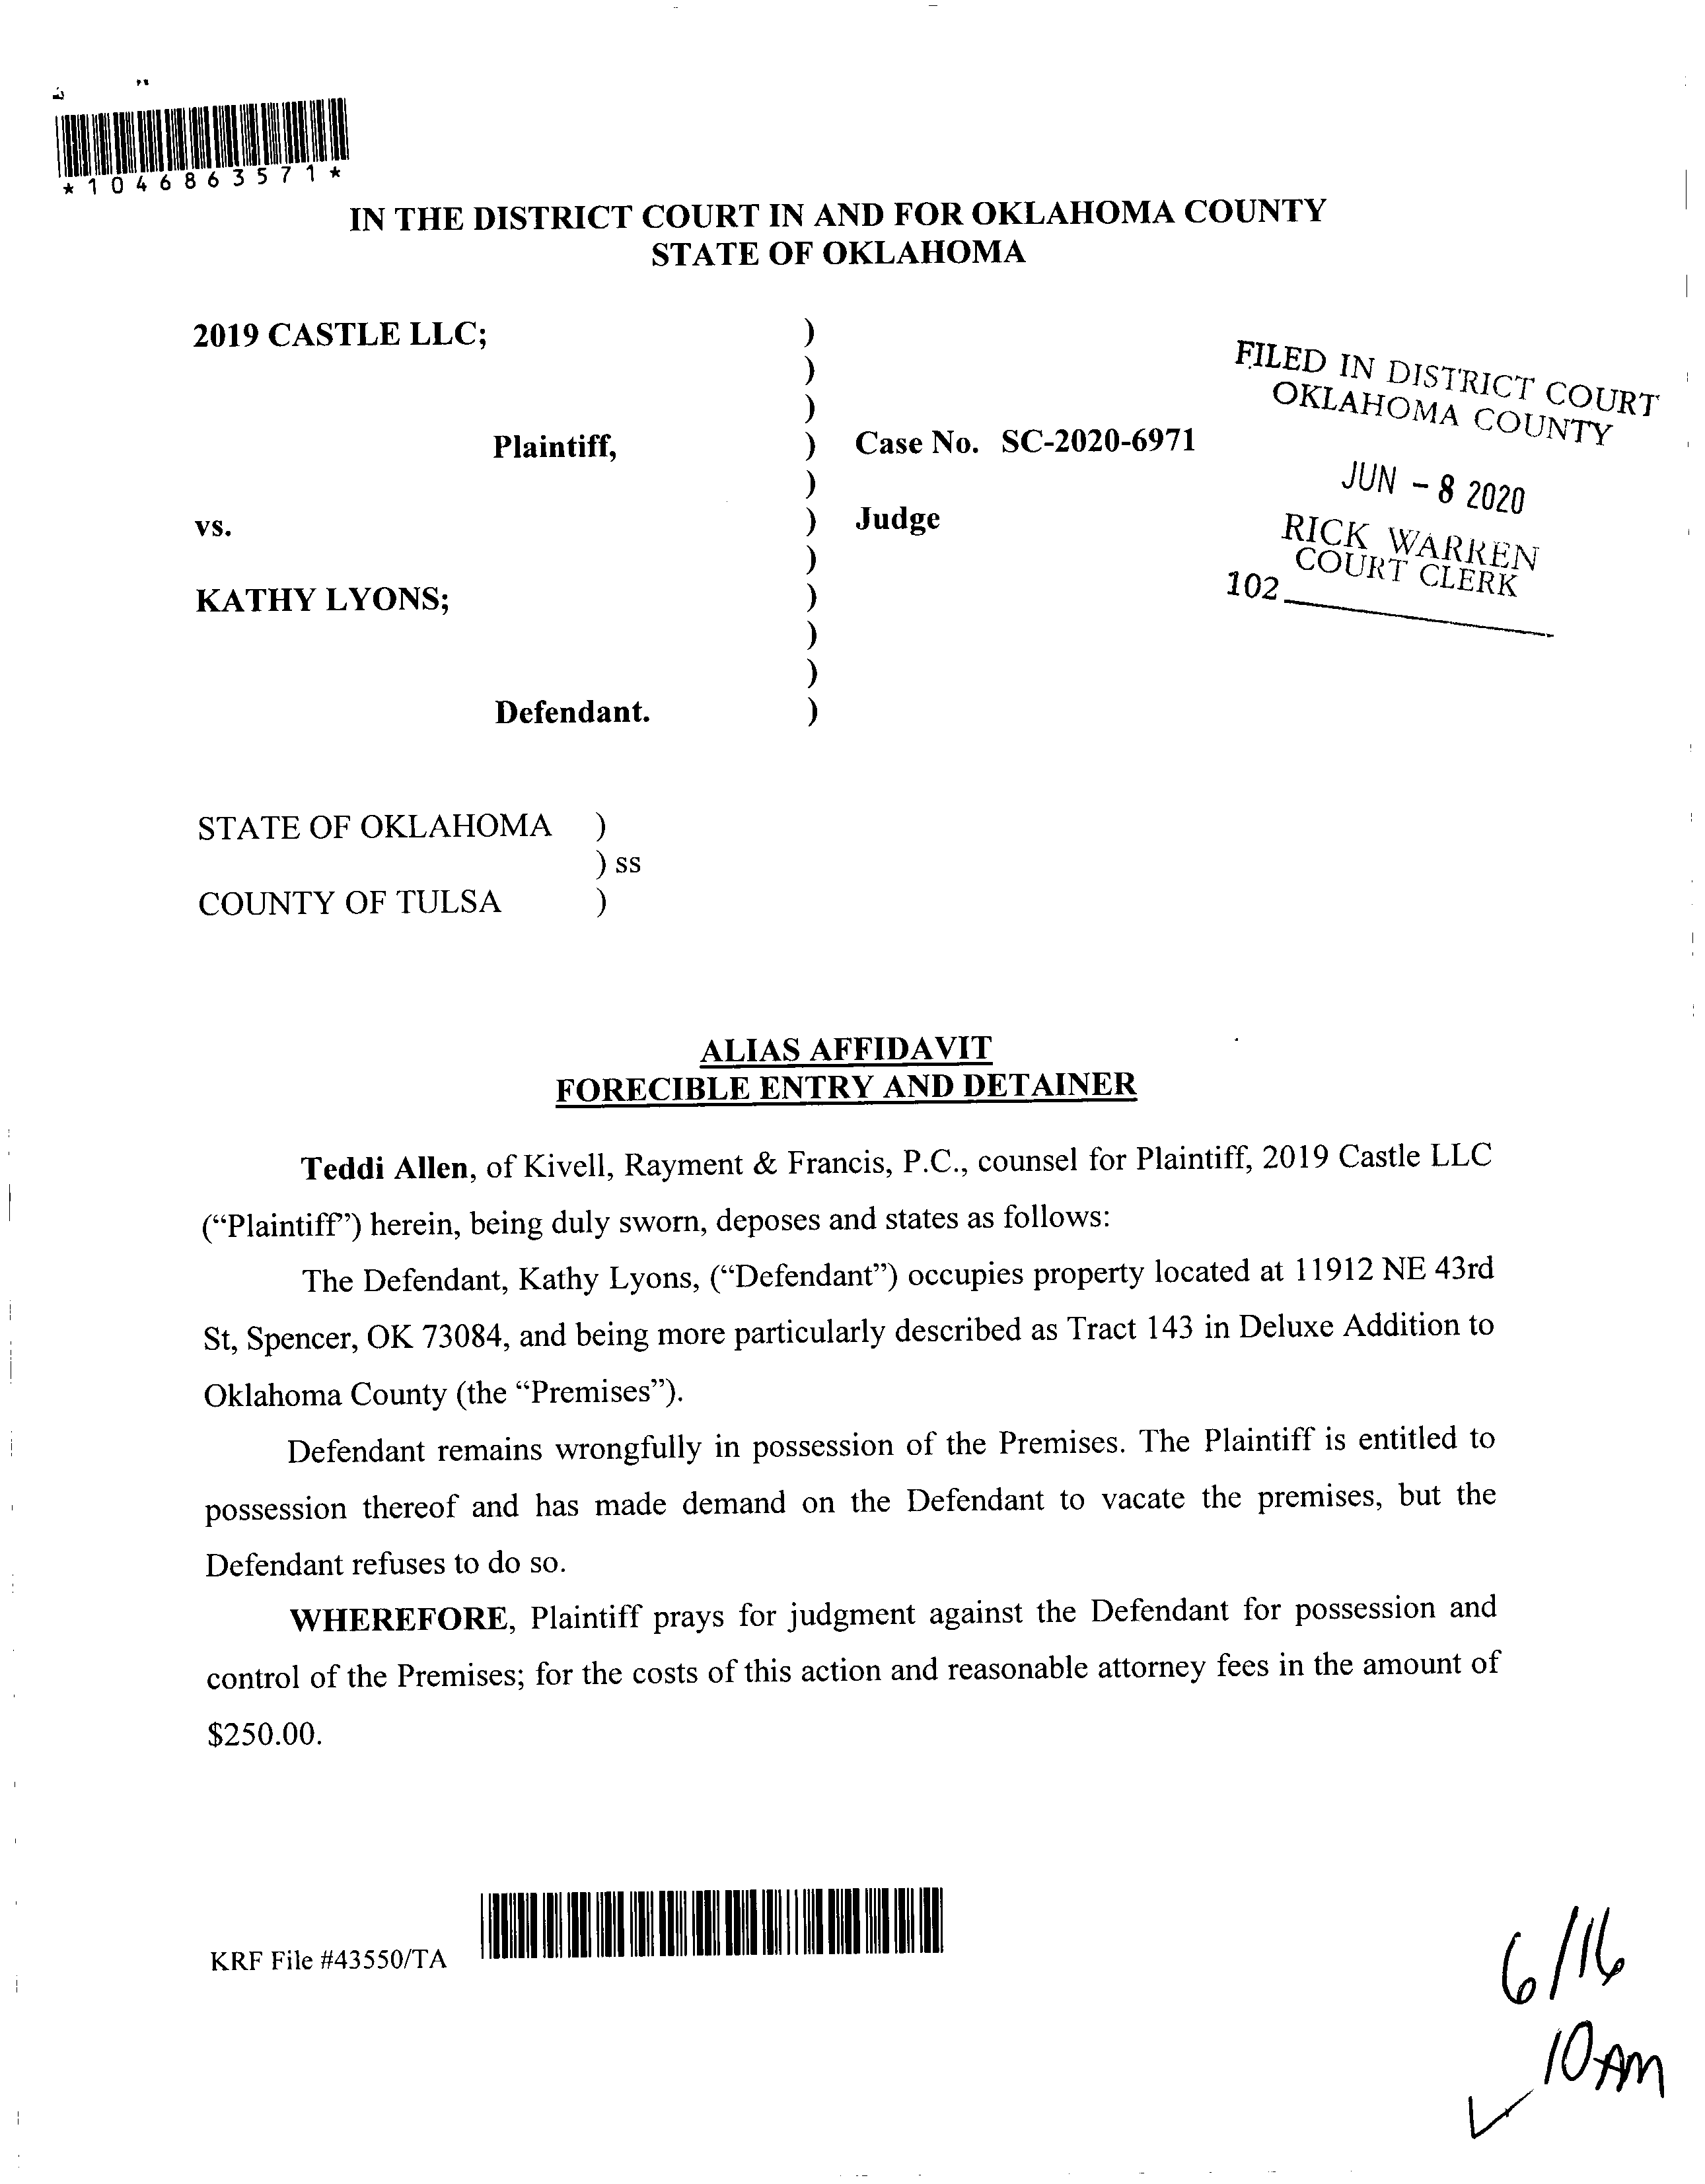 *1046863571*
IN THE DISTRICT COURT IN AND FOR OKLAHOMA COUNTY
STATE OF OKLAHOMA
2019 CASTLE LLC; )
)
)
Plaintiff, ) Case No. SC-2020-6971
)
vs. ) Judge
)
KATHY LYONS; )
)
)
Defendant. )
FILED IN DISTRICT COURT
OKLAHOMA COUNTY
JUN - 8 2020
RICK WARREN
COURT CLERK
102
STATE OF OKLAHOMA )
) ss
COUNTY OF TULSA )
ALIAS AFFIDAVIT
FORECIBLE ENTRY AND DETAINER
Teddi Allen, of Kivell, Rayment & Francis, P.C., counsel for Plaintiff, 2019 Castle LLC
(“Plaintiff”) herein, being duly sworn, deposes and states as follows:
The Defendant, Kathy Lyons, (“Defendant”) occupies property located at 11912 NE 43rd
St, Spencer, OK 73084, and being more particularly described as Tract 143 in Deluxe Addition to
Oklahoma County (the “Premises”).
Defendant remains wrongfully in possession of the Premises. The Plaintiff is entitled to
possession thereof and has made demand on the Defendant to vacate the premises, but the
Defendant refuses to do so.
WHEREFORE, Plaintiff prays for judgment against the Defendant for possession and
control of the Premises; for the costs of this action and reasonable attorney fees in the amount of
$250.00.
KRF File #43550/TA
6/16
10 AM